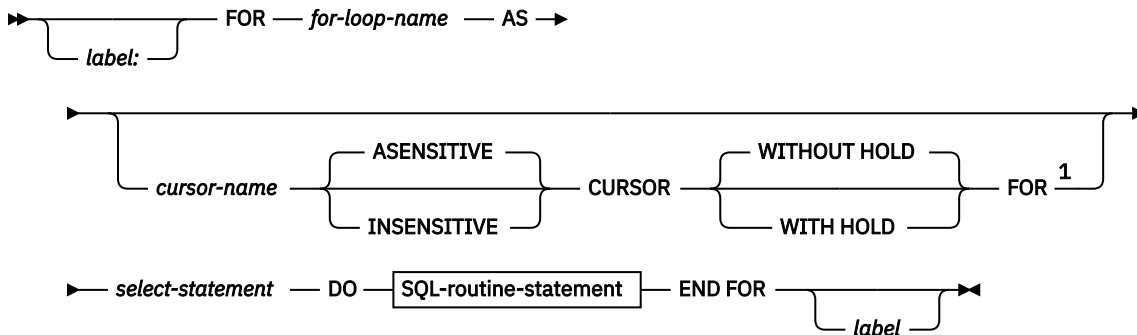 FOR for-loop-name AS
label:
ASENSITIVE WITHOUT HOLD
cursor-name CURSOR FOR 1
INSENSITIVE WITH HOLD
select-statement DO SQL-routine-statement END FOR
label